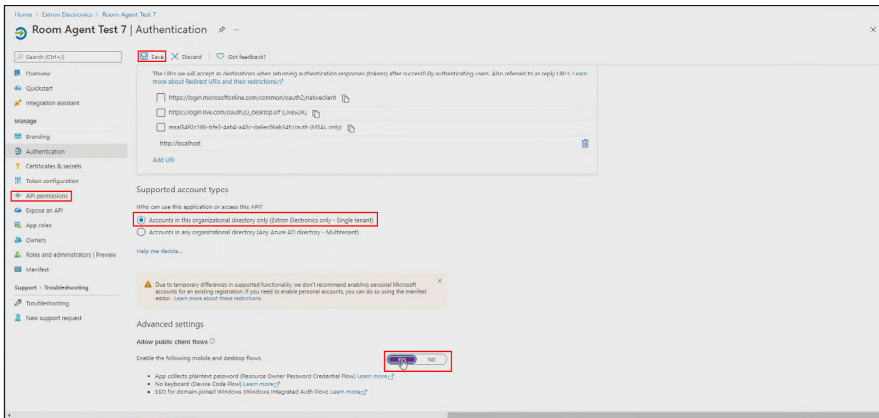 Home > Extron Electronics > Room Agent Test 7
Room Agent Test 7 | Authentication
Search (Ctrl+/)
Save Discard Got feedback?
Overview
Quickstart
Integration assistant
Manage
Branding
Authentication
Certificates & secrets
Token configuration
API permissions
Expose an API
App roles
Owners
Roles and administrators | Preview
Manifest
Support + Troubleshooting
Troubleshooting
New support request
The URIs we will accept as destinations when returning authentication responses (tokens) after successfully authenticating users. Also referred to as reply URLs. Learn
more about Redirect URIs and their restrictions
https://login.microsoftonline.com/common/oauth2/nativeclient
https://login.live.com/oauth20_desktop.srf (LiveSDK)
(MSAL only)
http://localhost
Add URI
Supported account types
Who can use this application or access this API?
Accounts in this organizational directory only (Extron Electronics only - Single tenant)
Accounts in any organizational directory (Any Azure AD directory - Multitenant)
Help me decide...
Due to temporary differences in supported functionality, we don't recommend enabling personal Microsoft
accounts for an existing registration. If you need to enable personal accounts, you can do so using the manifest
editor. Learn more about these restrictions.
Advanced settings
Allow public client flows
Enable the following mobile and desktop flows:
Yes No
• App collects plaintext password (Resource Owner Password Credential Flow) Learn more
• No keyboard (Device Code Flow) Learn more
• SSO for domain-joined Windows (Windows Integrated Auth Flow) Learn more